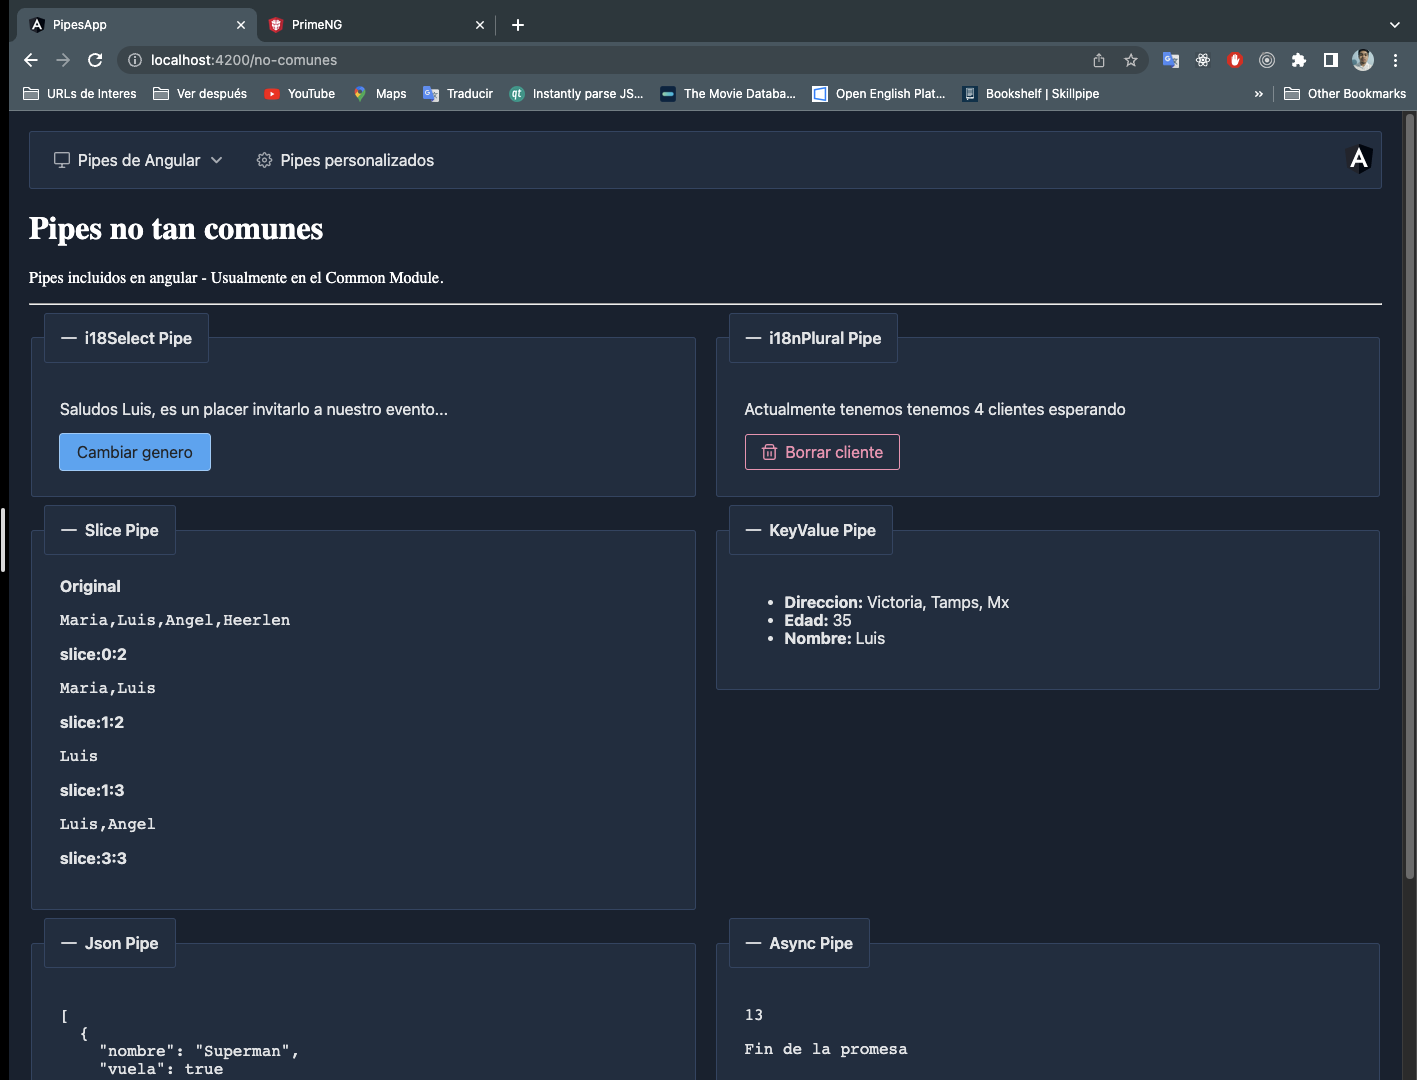 PipesApp
PrimeNG
localhost:4200/no-comunes
URLs de Interes
Ver después
YouTube
Maps
Traducir
Instantly parse JS...
The Movie Databa...
Open English Plat...
Bookshelf | Skillpipe
»
Other Bookmarks
Pipes de Angular
Pipes personalizados
Pipes no tan comunes
Pipes incluidos en angular - Usualmente en el Common Module.
— i18Select Pipe
Saludos Luis, es un placer invitarlo a nuestro evento...
Cambiar genero
— i18nPlural Pipe
Actualmente tenemos tenemos 4 clientes esperando
Borrar cliente
— Slice Pipe
Original
Maria,Luis,Angel,Heerlen
slice:0:2
Maria,Luis
slice:1:2
Luis
slice:1:3
Luis,Angel
slice:3:3
— KeyValue Pipe
• Direccion: Victoria, Tamps, Mx
• Edad: 35
• Nombre: Luis
— Json Pipe
[
{
"nombre": "Superman",
"vuela": true
— Async Pipe
13
Fin de la promesa